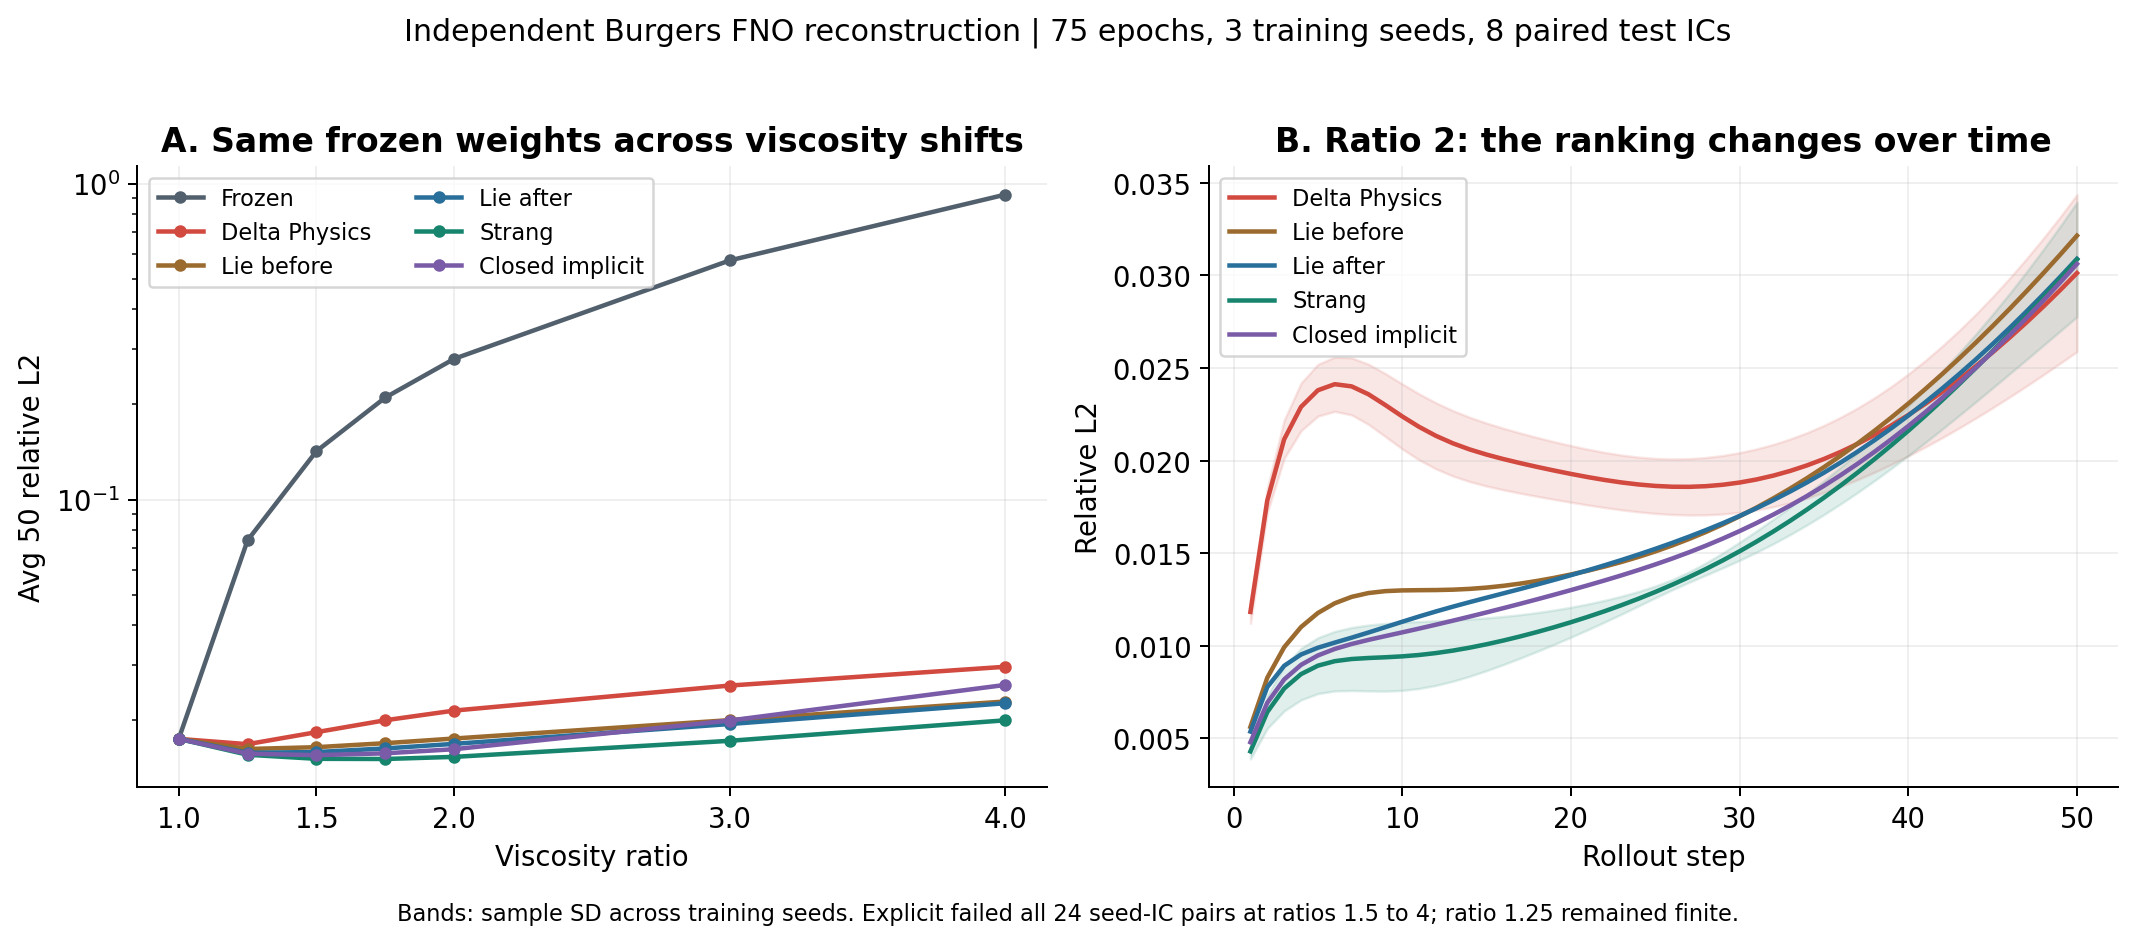 Independent Burgers FNO reconstruction | 75 epochs, 3 training seeds, 8 paired test ICs
A. Same frozen weights across viscosity shifts
Frozen
Delta Physics
Lie before
Lie after
Strang
Closed implicit
10⁰
10⁻¹
Avg 50 relative L2
1.0 1.5 2.0 3.0 4.0
Viscosity ratio
B. Ratio 2: the ranking changes over time
Delta Physics
Lie before
Lie after
Strang
Closed implicit
0.035
0.030
0.025
0.020
0.015
0.010
0.005
Relative L2
0 10 20 30 40 50
Rollout step
Bands: sample SD across training seeds. Explicit failed all 24 seed-IC pairs at ratios 1.5 to 4; ratio 1.25 remained finite.